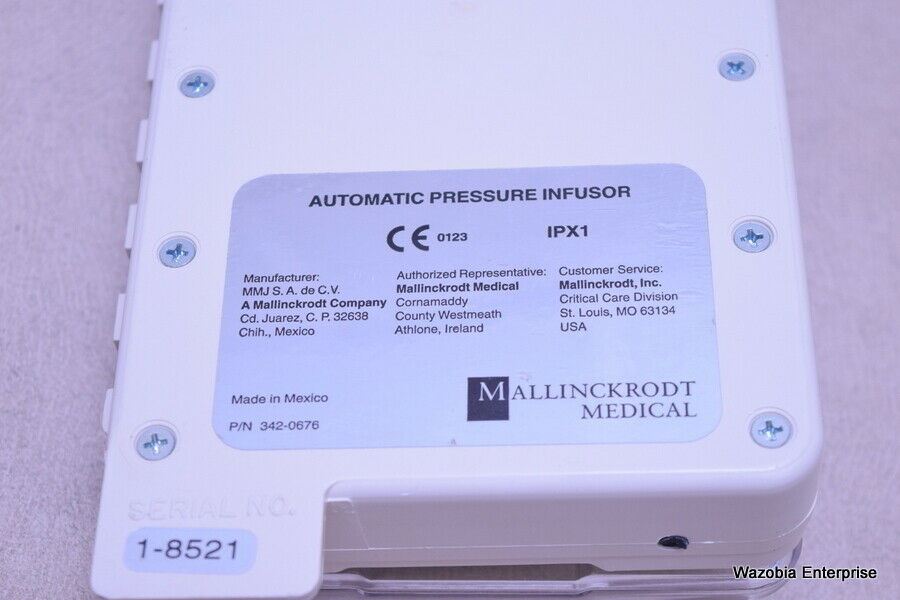 AUTOMATIC PRESSURE INFUSOR
CE 0123 IPX1
Manufacturer:
MMJ S. A. de C.V.
A Mallinckrodt Company
Cd. Juarez, C. P. 32638
Chih., Mexico
Authorized Representative:
Mallinckrodt Medical
Cornamaddy
County Westmeath
Athlone, Ireland
Customer Service:
Mallinckrodt, Inc.
Critical Care Division
St. Louis, MO 63134
USA
Made in Mexico
P/N 342-0676
MALLINCKRODT
MEDICAL
SERIAL NO.
1-8521
Wazobia Enterprise